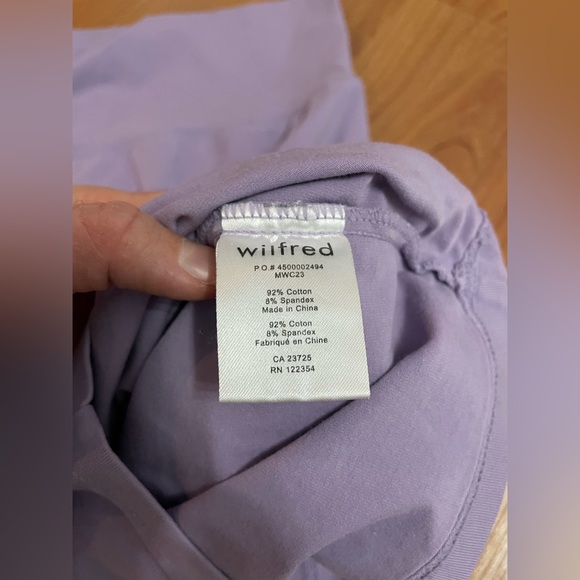 wilfred
P.O.# 4500002494
MWC23
92% Cotton
8% Spandex
Made in China
92% Coton
8% Spandex
Fabriqué en Chine
CA 23725
RN 122354